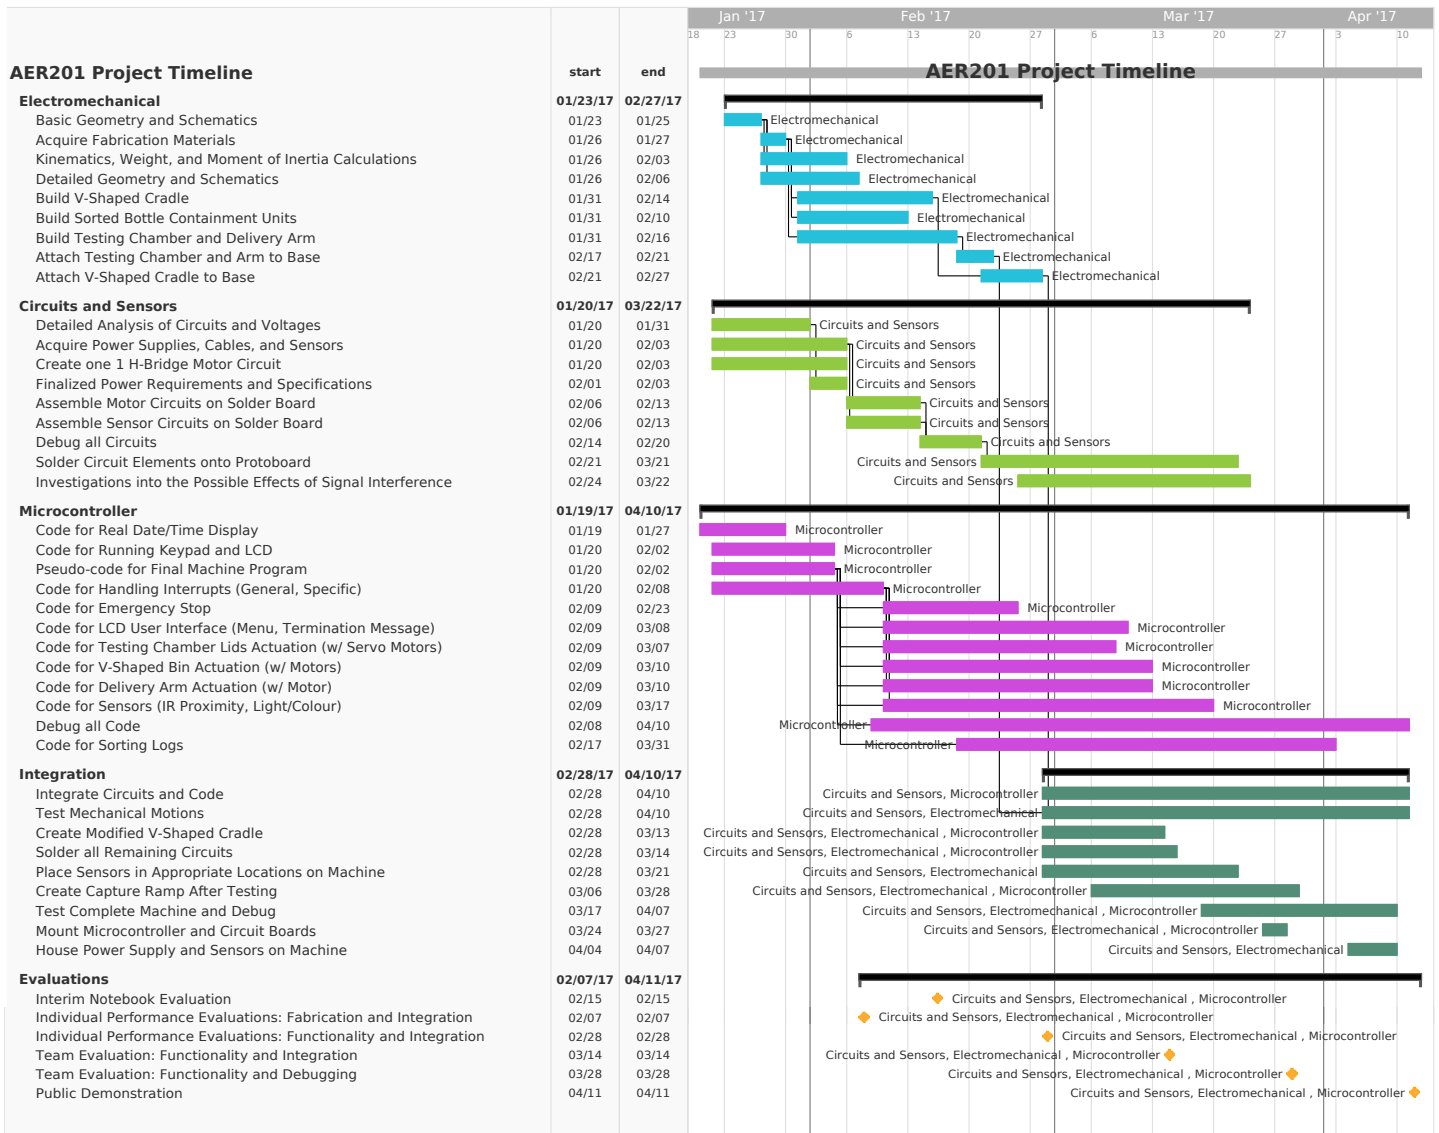 Jan '17 Feb '17 Mar '17 Apr '17
18 23 30 6 13 20 27 6 13 20 27 3 10
AER201 Project Timeline start end AER201 Project Timeline
Electromechanical 01/23/17 02/27/17
Basic Geometry and Schematics 01/23 01/25 Electromechanical
Acquire Fabrication Materials 01/26 01/27 Electromechanical
Kinematics, Weight, and Moment of Inertia Calculations 01/26 02/03 Electromechanical
Detailed Geometry and Schematics 01/26 02/06 Electromechanical
Build V-Shaped Cradle 01/31 02/14 Electromechanical
Build Sorted Bottle Containment Units 01/31 02/10 Electromechanical
Build Testing Chamber and Delivery Arm 01/31 02/16 Electromechanical
Attach Testing Chamber and Arm to Base 02/17 02/21 Electromechanical
Attach V-Shaped Cradle to Base 02/21 02/27 Electromechanical
Circuits and Sensors 01/20/17 03/22/17
Detailed Analysis of Circuits and Voltages 01/20 01/31 Circuits and Sensors
Acquire Power Supplies, Cables, and Sensors 01/20 02/03 Circuits and Sensors
Create one 1 H-Bridge Motor Circuit 01/20 02/03 Circuits and Sensors
Finalized Power Requirements and Specifications 02/01 02/03 Circuits and Sensors
Assemble Motor Circuits on Solder Board 02/06 02/13 Circuits and Sensors
Assemble Sensor Circuits on Solder Board 02/06 02/13 Circuits and Sensors
Debug all Circuits 02/14 02/20 Circuits and Sensors
Solder Circuit Elements onto Protoboard 02/21 03/21 Circuits and Sensors
Investigations into the Possible Effects of Signal Interference 02/24 03/22 Circuits and Sensors
Microcontroller 01/19/17 04/10/17
Code for Real Date/Time Display 01/19 01/27 Microcontroller
Code for Running Keypad and LCD 01/20 02/02 Microcontroller
Pseudo-code for Final Machine Program 01/20 02/02 Microcontroller
Code for Handling Interrupts (General, Specific) 01/20 02/08 Microcontroller
Code for Emergency Stop 02/09 02/23 Microcontroller
Code for LCD User Interface (Menu, Termination Message) 02/09 03/08 Microcontroller
Code for Testing Chamber Lids Actuation (w/ Servo Motors) 02/09 03/07 Microcontroller
Code for V-Shaped Bin Actuation (w/ Motors) 02/09 03/10 Microcontroller
Code for Delivery Arm Actuation (w/ Motor) 02/09 03/10 Microcontroller
Code for Sensors (IR Proximity, Light/Colour) 02/09 03/17 Microcontroller
Debug all Code 02/08 04/10 Microcontroller
Code for Sorting Logs 02/17 03/31 Microcontroller
Integration 02/28/17 04/10/17
Integrate Circuits and Code 02/28 04/10 Circuits and Sensors, Microcontroller
Test Mechanical Motions 02/28 04/10 Circuits and Sensors, Electromechanical
Create Modified V-Shaped Cradle 02/28 03/13 Circuits and Sensors, Electromechanical , Microcontroller
Solder all Remaining Circuits 02/28 03/14 Circuits and Sensors, Electromechanical , Microcontroller
Place Sensors in Appropriate Locations on Machine 02/28 03/21 Circuits and Sensors, Electromechanical
Create Capture Ramp After Testing 03/06 03/28 Circuits and Sensors, Electromechanical , Microcontroller
Test Complete Machine and Debug 03/17 04/07 Circuits and Sensors, Electromechanical , Microcontroller
Mount Microcontroller and Circuit Boards 03/24 03/27 Circuits and Sensors, Electromechanical , Microcontroller
House Power Supply and Sensors on Machine 04/04 04/07 Circuits and Sensors, Electromechanical
Evaluations 02/07/17 04/11/17
Interim Notebook Evaluation 02/15 02/15 Circuits and Sensors, Electromechanical , Microcontroller
Individual Performance Evaluations: Fabrication and Integration 02/07 02/07 Circuits and Sensors, Electromechanical , Microcontroller
Individual Performance Evaluations: Functionality and Integration 02/28 02/28 Circuits and Sensors, Electromechanical , Microcontroller
Team Evaluation: Functionality and Integration 03/14 03/14 Circuits and Sensors, Electromechanical , Microcontroller
Team Evaluation: Functionality and Debugging 03/28 03/28 Circuits and Sensors, Electromechanical , Microcontroller
Public Demonstration 04/11 04/11 Circuits and Sensors, Electromechanical , Microcontroller